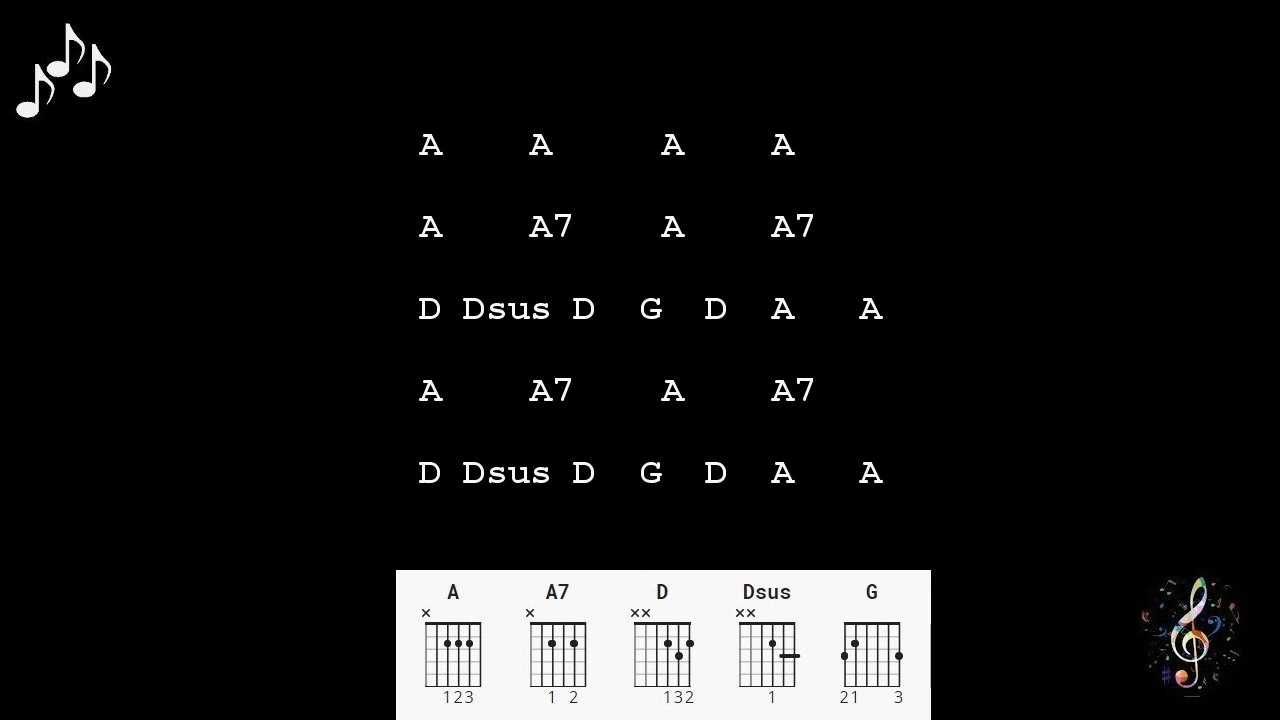 A A A A
A A7 A A7
D Dsus D G D A A
A A7 A A7
D Dsus D G D A A
A A7 D Dsus G
× × ×× ××
123 1 2 132 1 21 3